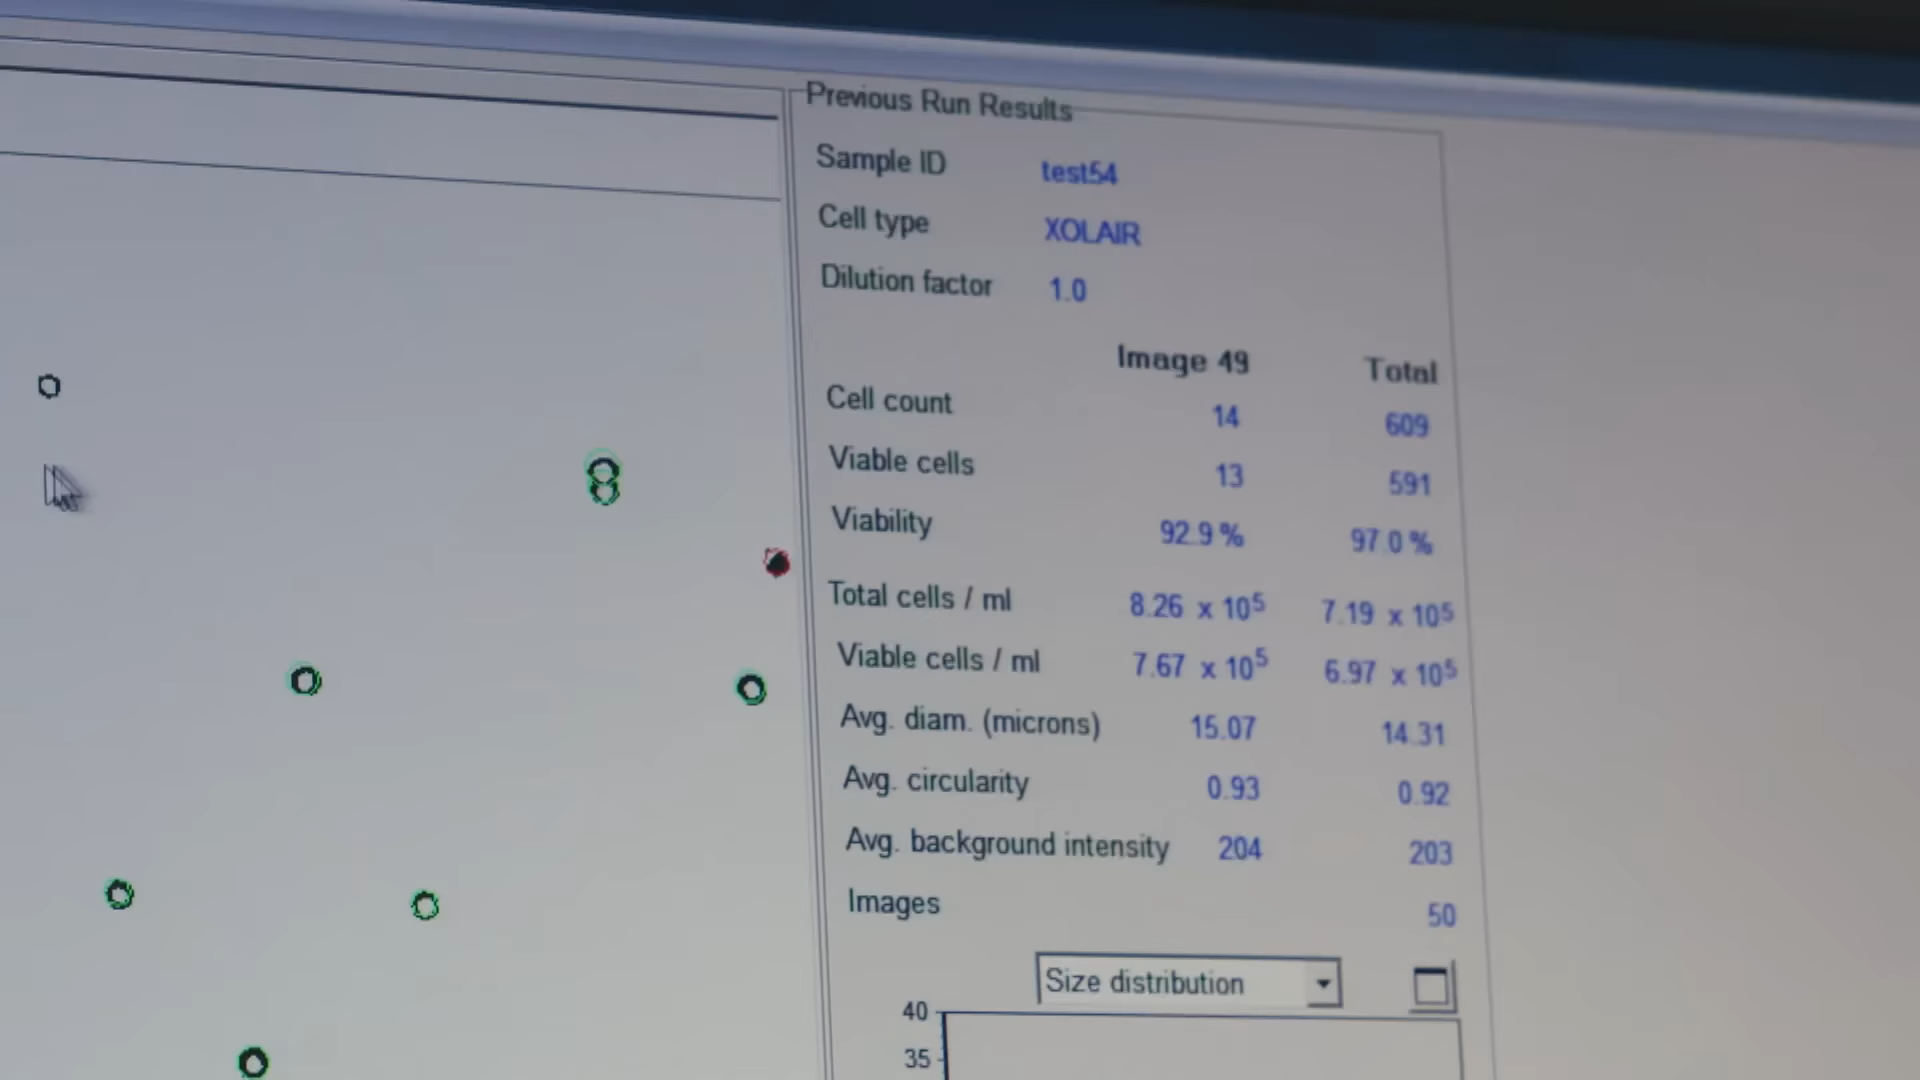 Previous Run Results
Sample ID test54
Cell type XOLAIR
Dilution factor 1.0
Image 49 Total
Cell count 14 609
Viable cells 13 591
Viability 92.9 % 97.0 %
Total cells / ml 8.26 x 10⁵ 7.19 x 10⁵
Viable cells / ml 7.67 x 10⁵ 6.97 x 10⁵
Avg. diam. (microns) 15.07 14.31
Avg. circularity 0.93 0.92
Avg. background intensity 204 203
Images 50
Size distribution
40
35